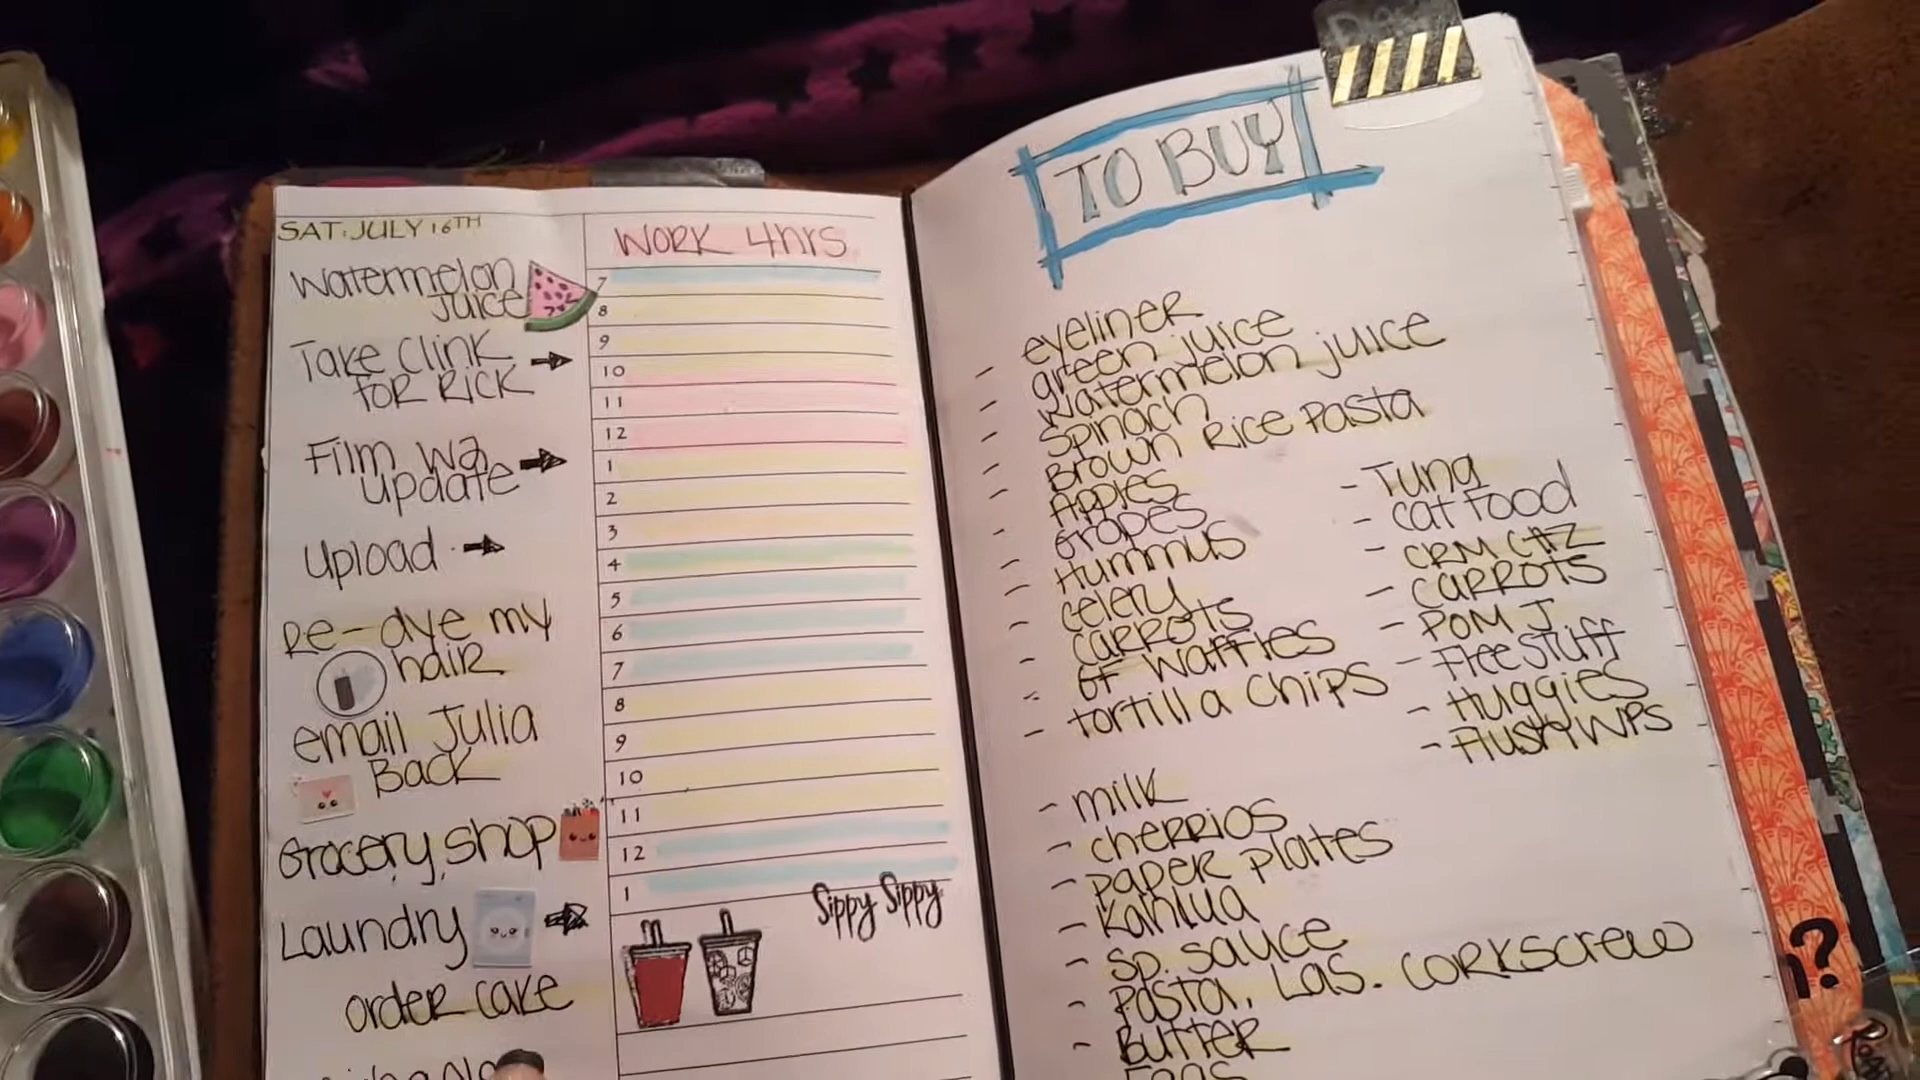 SAT. JULY 16TH
Watermelon
Juice
Take Clink
for Rick
Film wa
update
Upload
Re-dye my
hair
email Julia
Back
Grocery shop
Laundry
order cake
WORK 4hrs
7
8
9
10
11
12
1
2
3
4
5
6
7
8
9
10
11
12
1
Sippy Sippy
TO BUY
eyeliner
- green juice
- watermelon juice
- Spinach
- Brown Rice Pasta
- Apples
- Grapes
- Hummus
- Celery
- CARROTS
- GF Waffles
- tortilla chips
- Tuna
- cat food
- CRM CHZ
- CARROTS
- POM J
- Flee stuff
- Huggies
- flushy wps
- milk
- cherrios
- paper plates
- Kahlua
- Sp. sauce
- Pasta, Las. corkscrew
- Butter
Eggs
?